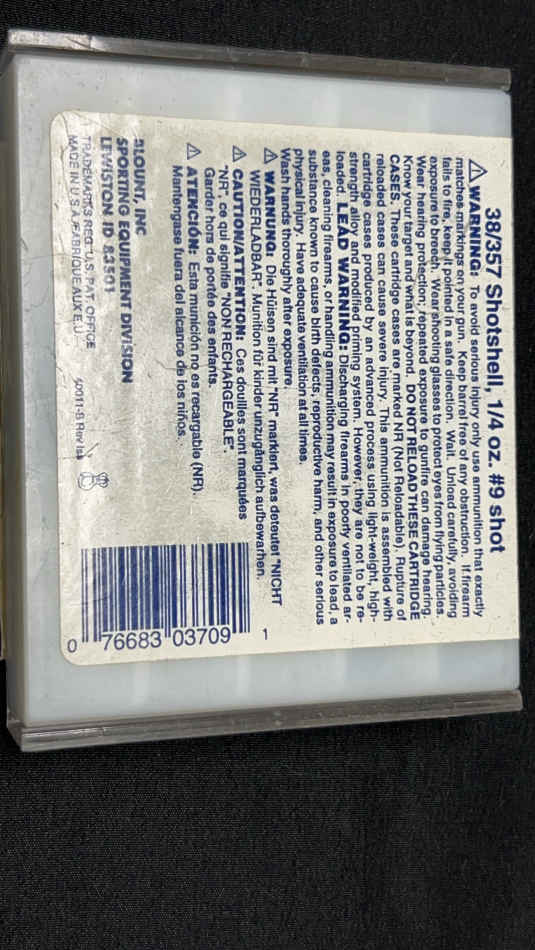 38/357 Shotshell, 1/4 oz. #9 shot
⚠WARNING: To avoid serious injury only use ammunition that exactly
matches markings on your gun. Keep barrel free of any obstruction. If firearm
fails to fire, keep it pointed in a safe direction. Wait. Unload carefully, avoiding
exposure to breech. Wear shooting glasses to protect eyes from flying particles.
Wear hearing protection; repeating exposure to gunfire can damage hearing.
Know your target and what is beyond. DO NOT RELOAD THESE CARTRIDGE
CASES. These cartridge cases are marked NR (Not Reloadable). Rupture of
reloaded cases can cause severe injury. This ammunition is assembled with
cartridge cases produced by an advanced process using light-weight, high-
strength alloy and modified priming system. However, they are not to be re-
loaded. LEAD WARNING: Discharging firearms in poorly ventilated ar-
eas, cleaning firearms, or handling ammunition may result in exposure to lead, a
substance known to cause birth defects, reproductive harm, and other serious
physical injury. Have adequate ventilation at all times.
Wash hands thoroughly after exposure.
⚠ WARNUNG: Die Hülsen sind mit "NR" markiert, was deutetet "NICHT
WIEDERLADBAR". Munition für kinder unzugänglich aufbewarhen.
⚠ CAUTION/ATTENTION: Ces douilles sont marquées
"NR", ce qui signifie "NON RECHARGEABLE".
Garder hors de portée des enfants.
⚠ ATENCIÓN: Esta munición no es recargable (NR).
Mantengase fuera del alcance de los niños.
BLOUNT, INC
SPORTING EQUIPMENT DIVISION
LEWISTON ID 83501
TRADEMARKS REG. U.S. PAT. OFFICE
MADE IN U S A /FABRIQUE AUX E.U.
0 76683 03709 1